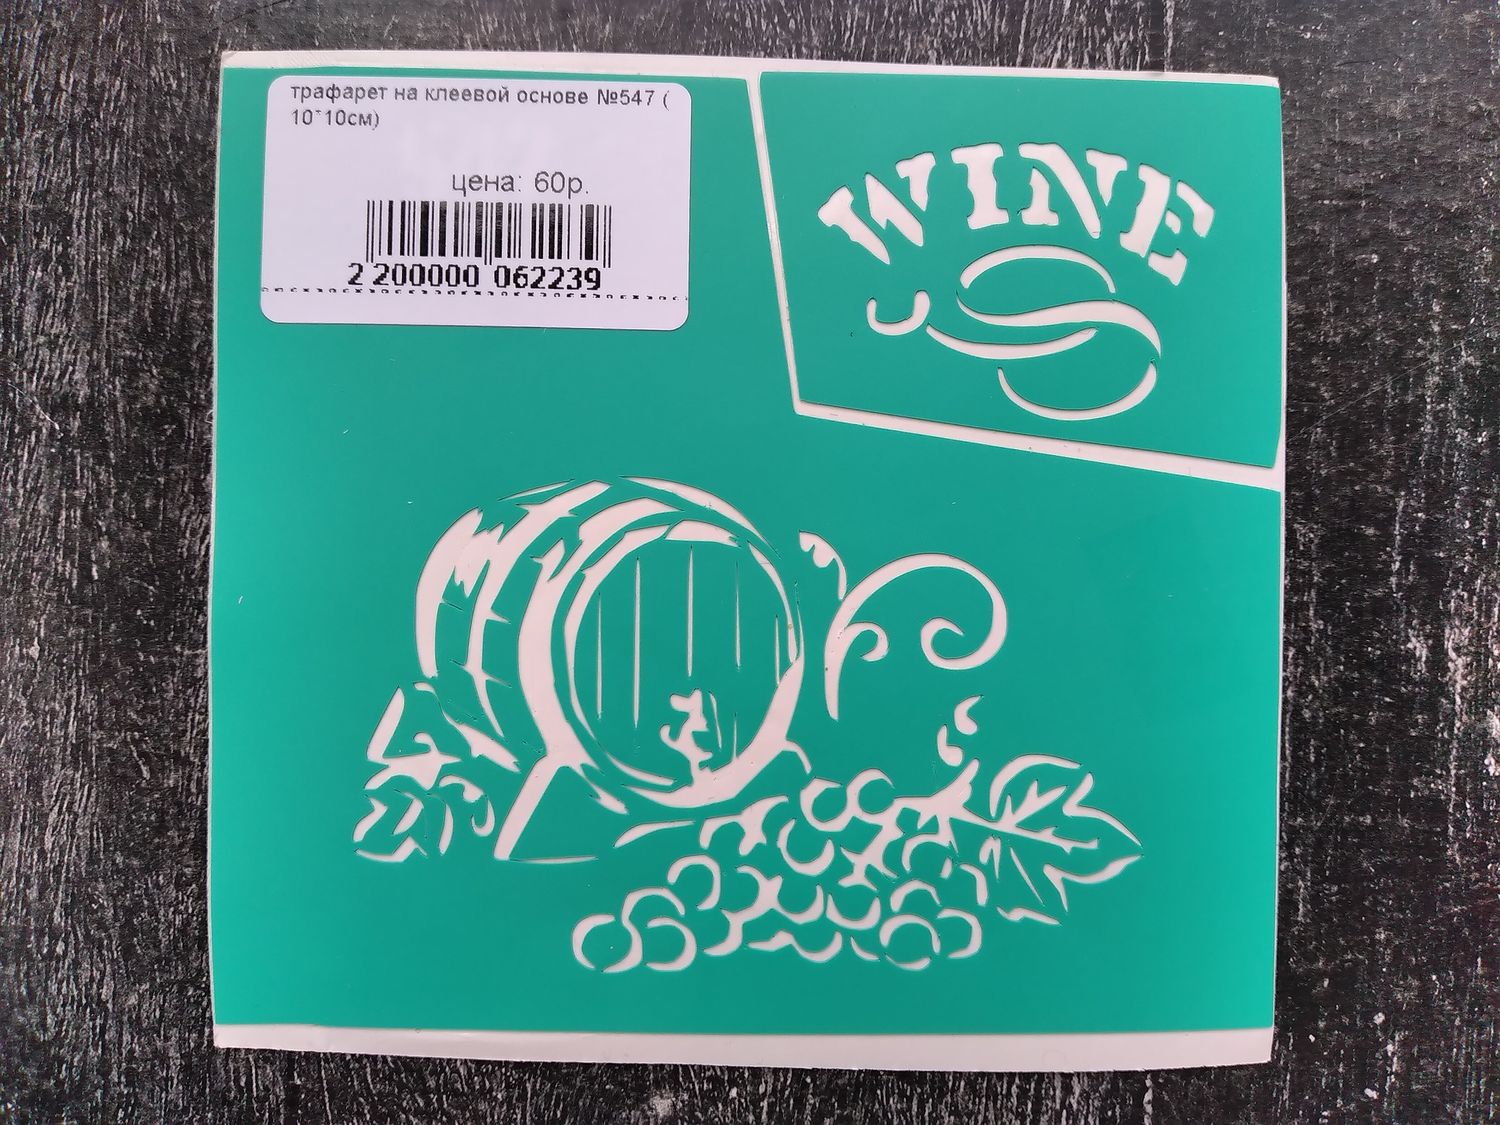 трафарет на клеевой основе №547 (
10*10см)
цена: 60р.
2 200000 062239
WINE